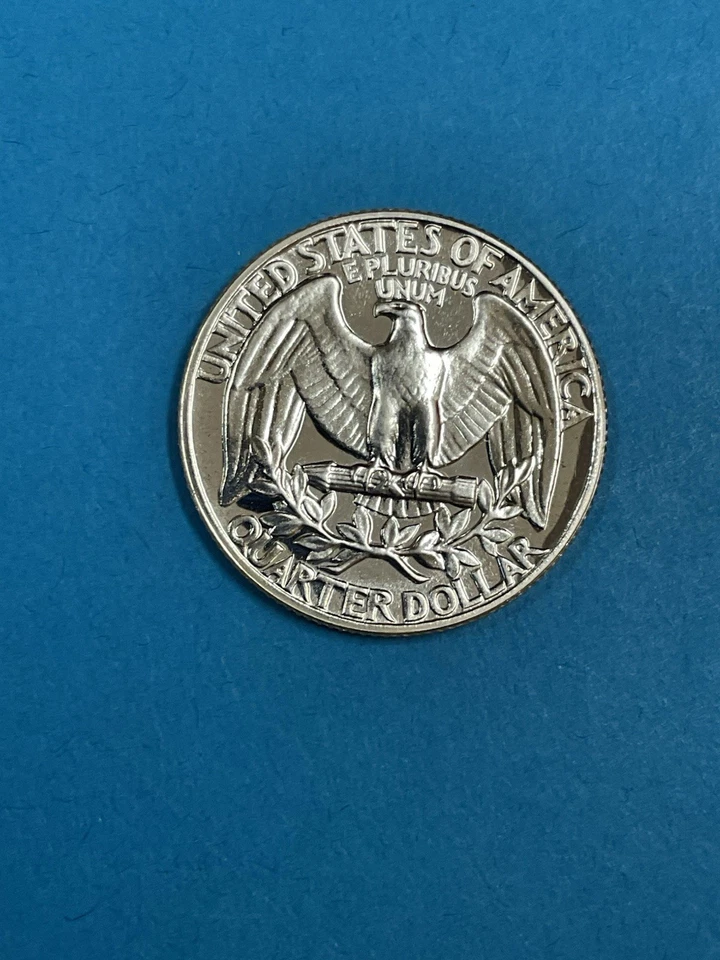 UNITED STATES OF AMERICA
E PLURIBUS
UNUM
QUARTER DOLLAR